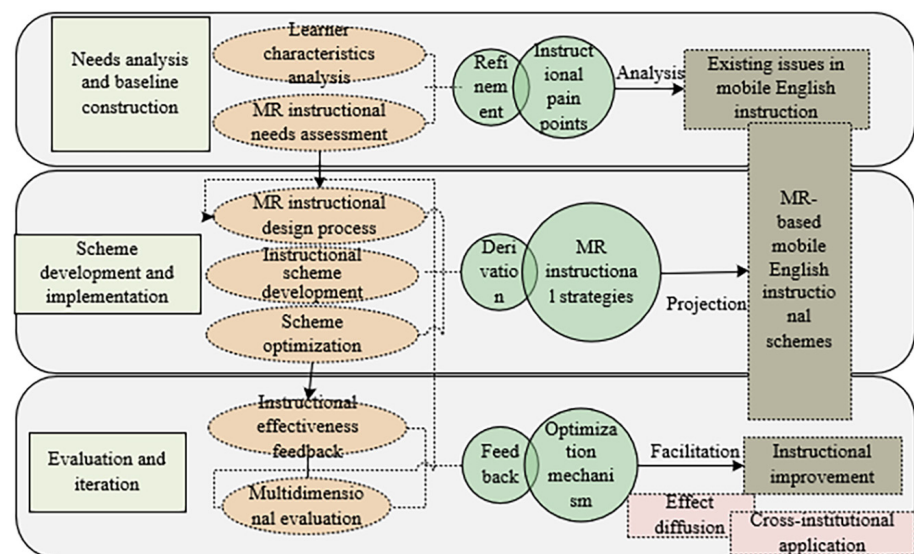 Needs analysis
and baseline
construction
Learner
characteristics
analysis
MR instructional
needs assessment
Refi
nem
ent
Instruct
ional
pain
points
Analysis
Existing issues in
mobile English
instruction
Scheme
development and
implementation
MR instructional
design process
Instructional
scheme
development
Scheme
optimization
Deri
vatio
n
MR
instructiona
l strategies
Projection
MR-
based
mobile
English
instructio
nal
schemes
Evaluation and
iteration
Instructional
effectiveness
feedback
Multidimensio
nal evaluation
Feed
back
Optimiza
tion
mechani
sm
Facilitation
Instructional
improvement
Effect
diffusion
Cross-institutional
application